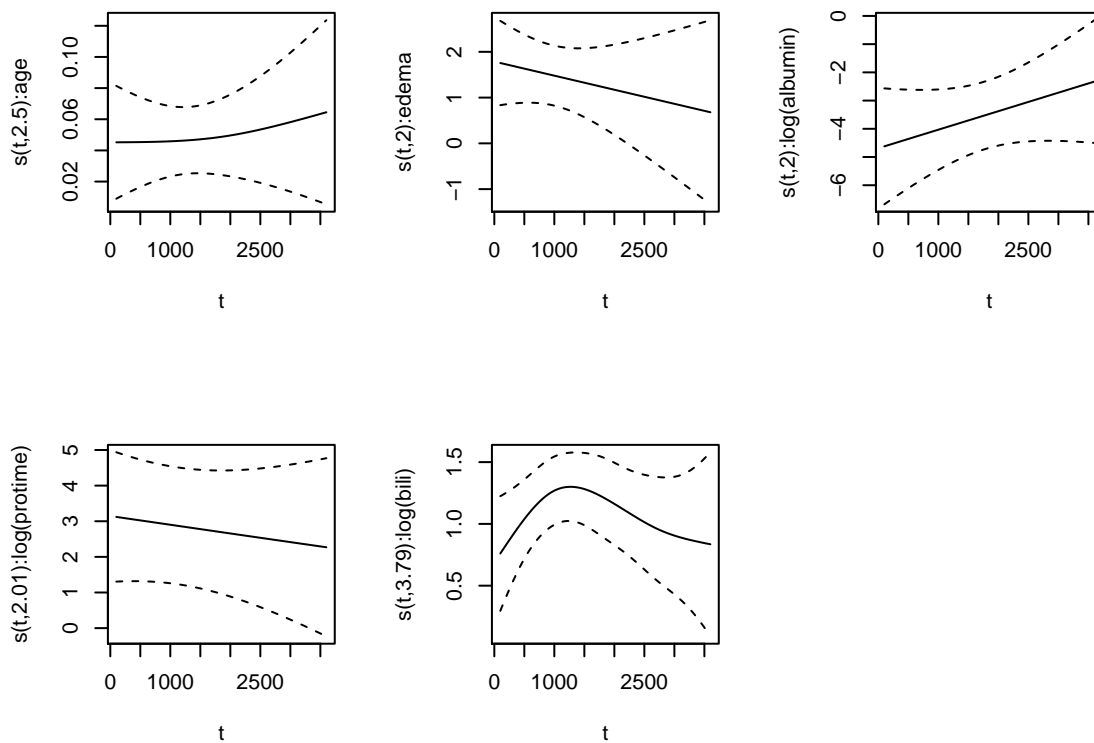 s(t,2.5):age
0.02 0.06 0.10
0 1000 2500
t
s(t,2):edema
−1 0 1 2
0 1000 2500
t
s(t,2):log(albumin)
−6 −4 −2 0
0 1000 2500
t
s(t,2.01):log(protime)
0 1 2 3 4 5
0 1000 2500
t
s(t,3.79):log(bili)
0.5 1.0 1.5
0 1000 2500
t